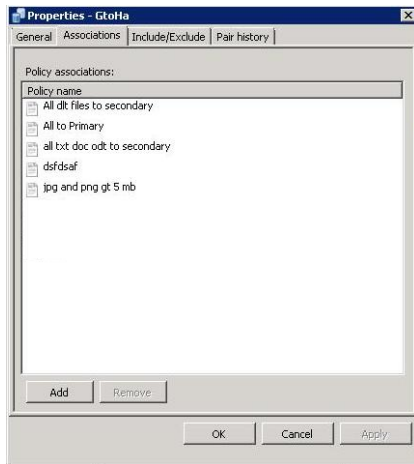 Properties - GtoHa
General Associations Include/Exclude Pair history
Policy associations:
Policy name
All dlt files to secondary
All to Primary
all txt doc odt to secondary
dsfdsaf
jpg and png gt 5 mb
Add Remove
OK Cancel Apply